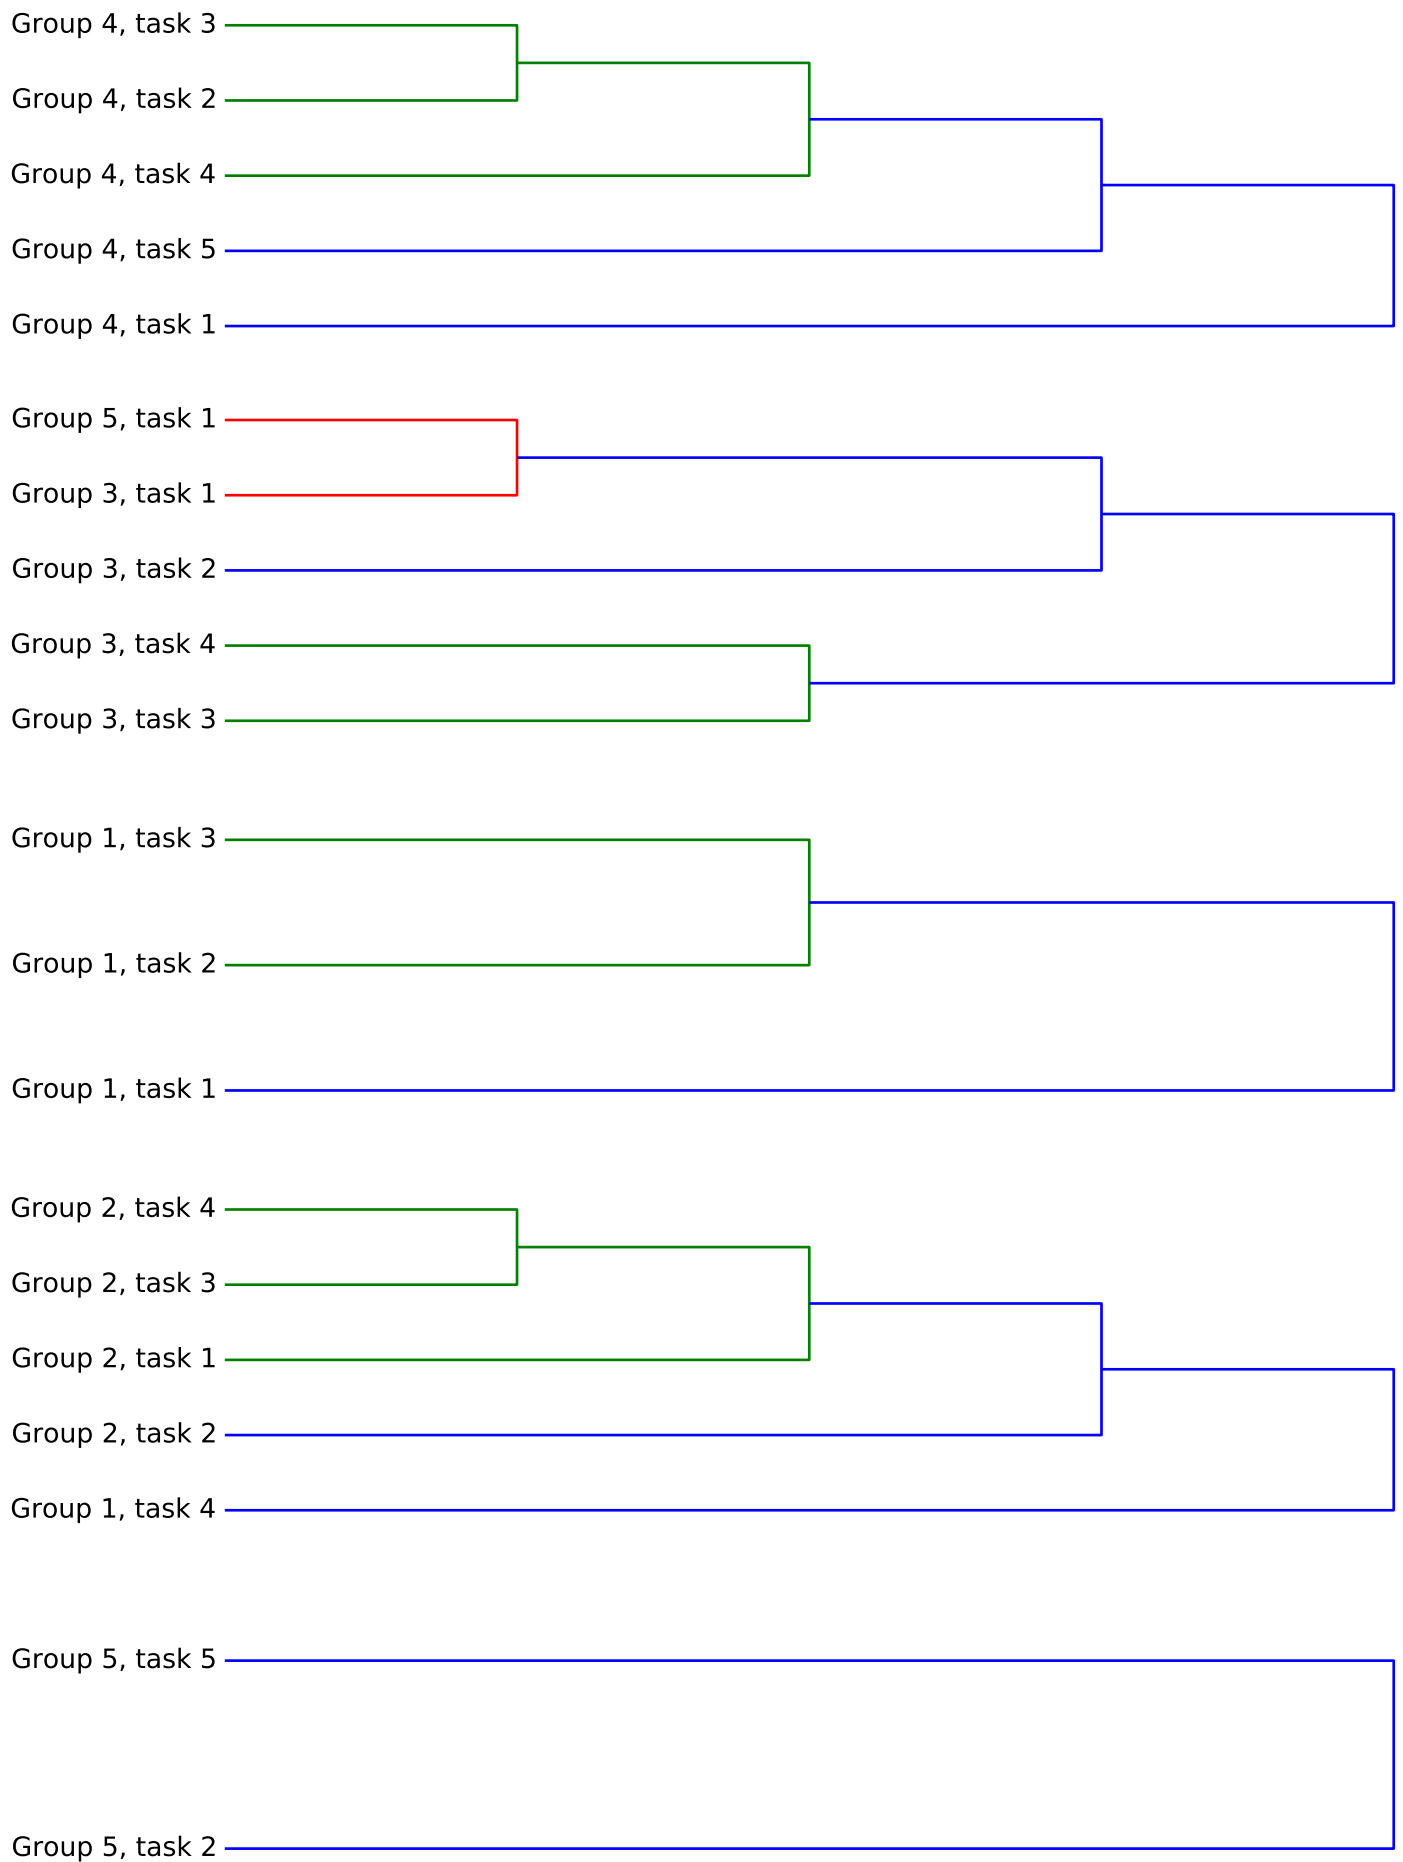 Group 4, task 3
Group 4, task 2
Group 4, task 4
Group 4, task 5
Group 4, task 1
Group 5, task 1
Group 3, task 1
Group 3, task 2
Group 3, task 4
Group 3, task 3
Group 1, task 3
Group 1, task 2
Group 1, task 1
Group 2, task 4
Group 2, task 3
Group 2, task 1
Group 2, task 2
Group 1, task 4
Group 5, task 5
Group 5, task 2